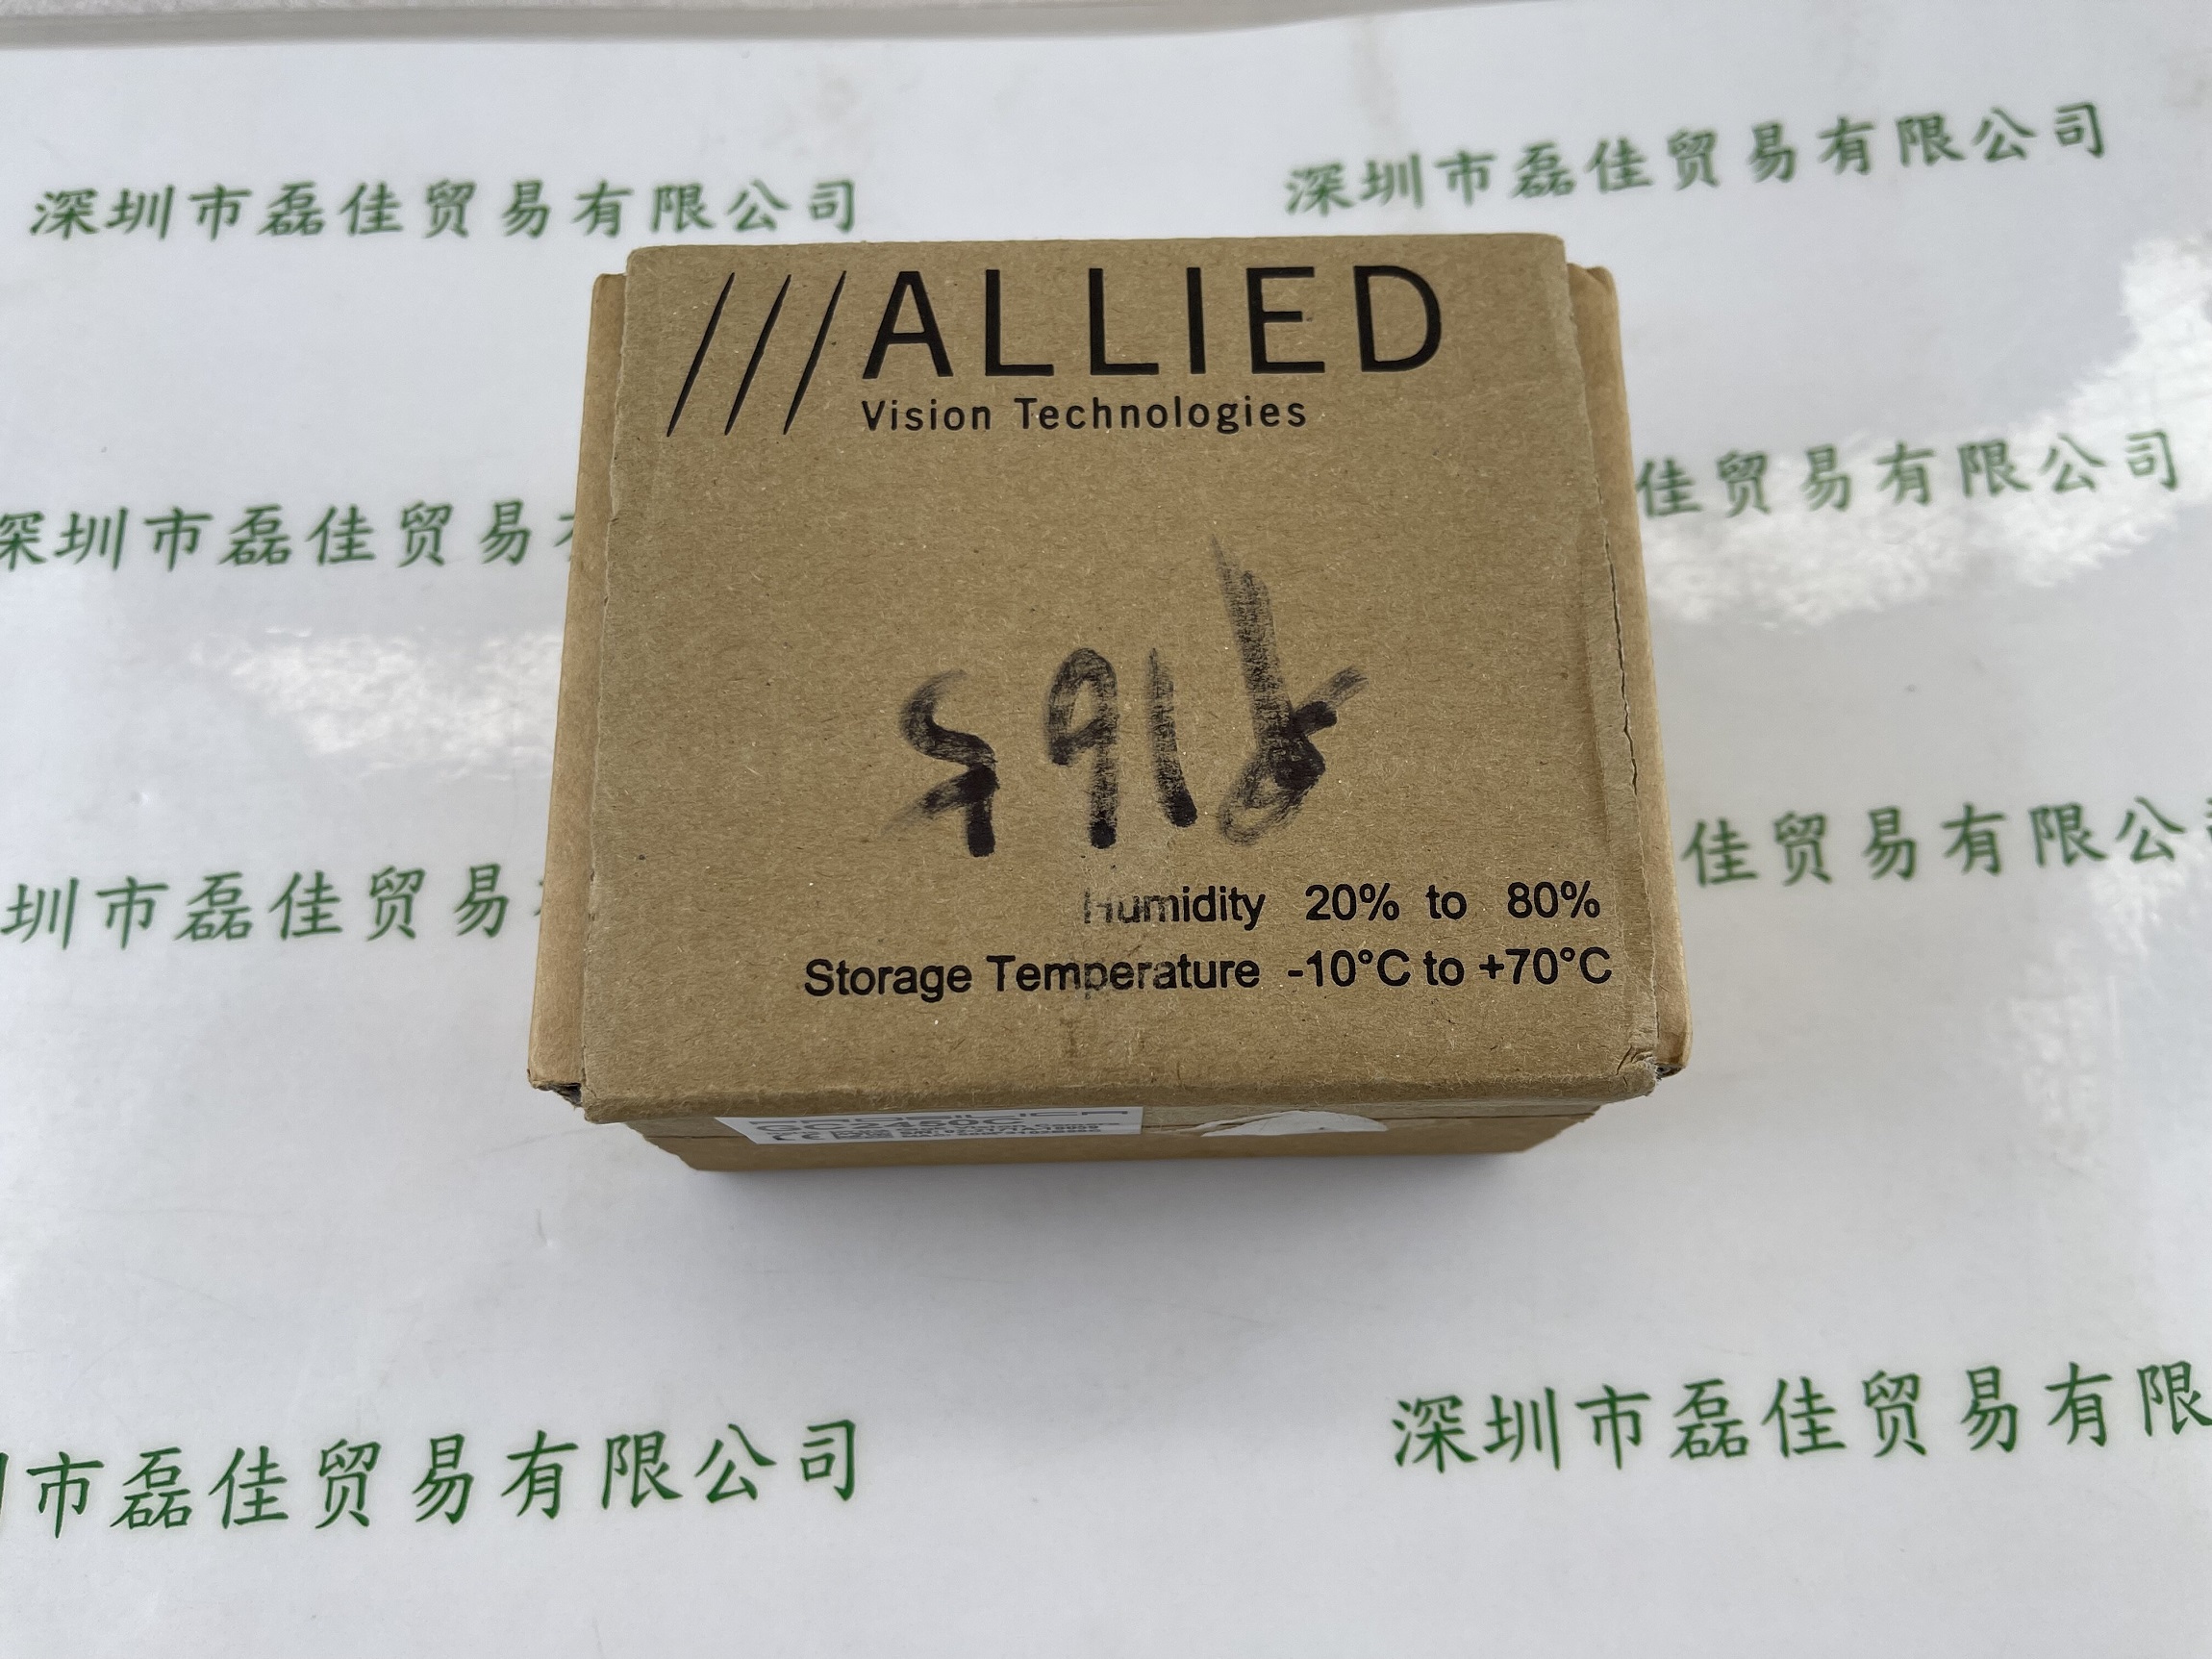 深圳市磊佳贸易有限公司
深圳市磊佳贸易有限公司
ALLIED
Vision Technologies
深圳市磊佳贸易
佳贸易有限公司
Humidity 20% to 80%
Storage Temperature -10°C to +70°C
圳市磊佳贸易
佳贸易有限公
GC2450C
CE
市磊佳贸易有限公司
深圳市磊佳贸易有限